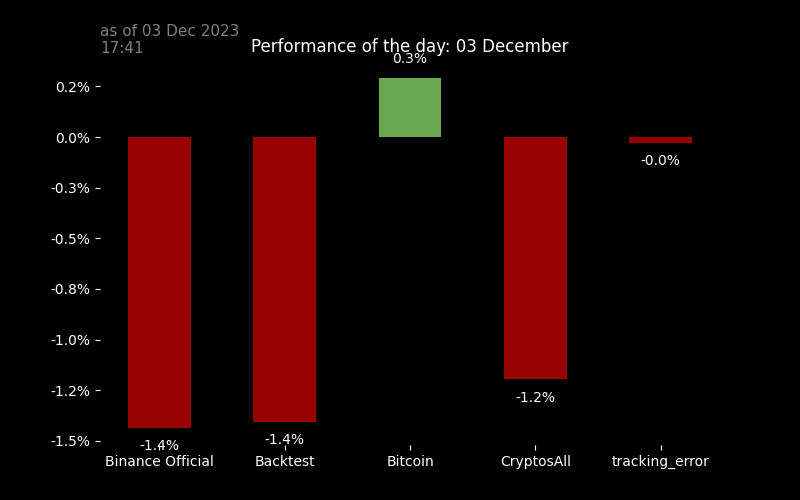 as of 03 Dec 2023
17:41
Performance of the day: 03 December
0.3%
0.2%
0.0%
-0.0%
-0.3%
-0.5%
-0.8%
-1.0%
-1.2%
-1.2%
-1.5%
-1.4%
-1.4%
Binance Official
Backtest
Bitcoin
CryptosAll
tracking_error